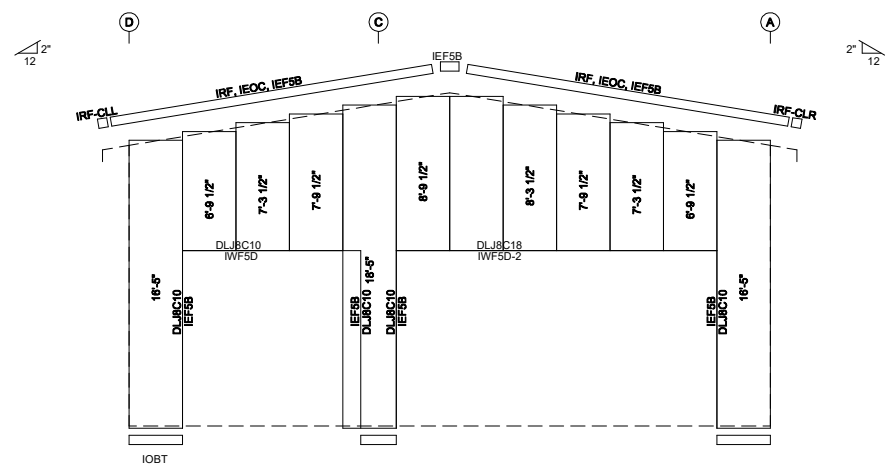 D
C
A
2"
12
IEF5B
2"
12
IRF, IEOC, IEF5B
IRF, IEOC, IEF5B
IRF-CLL
IRF-CLR
6'-9 1/2"
7'-3 1/2"
7'-9 1/2"
8'-9 1/2"
8'-3 1/2"
7'-9 1/2"
7'-3 1/2"
6'-9 1/2"
DLJ8C10
IWF5D
DLJ8C18
IWF5D-2
16'-5"
DLJ8C10
IEF5B
IEF5B
18'-5"
DLJ8C10
DLJ8C10
IEF5B
IEF5B
DLJ8C10
16'-5"
IOBT